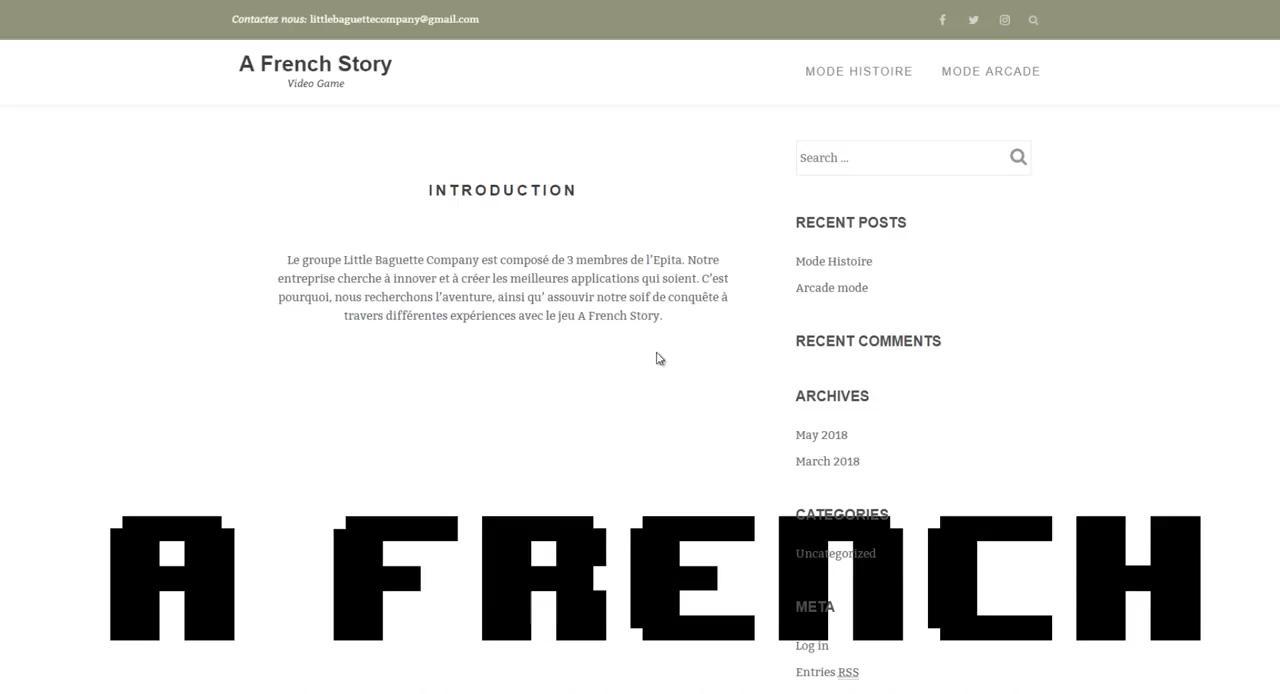 Contactez nous: littlebaguettecompany@gmail.com
A French Story
Video Game
MODE HISTOIRE
MODE ARCADE
INTRODUCTION
Le groupe Little Baguette Company est composé de 3 membres de l'Epita. Notre
entreprise cherche à innover et à créer les meilleures applications qui soient. C'est
pourquoi, nous recherchons l'aventure, ainsi qu' assouvir notre soif de conquête à
travers différentes expériences avec le jeu A French Story.
Search ...
RECENT POSTS
Mode Histoire
Arcade mode
RECENT COMMENTS
ARCHIVES
May 2018
March 2018
CATEGORIES
Uncategorized
META
Log in
Entries RSS
A FRENCH